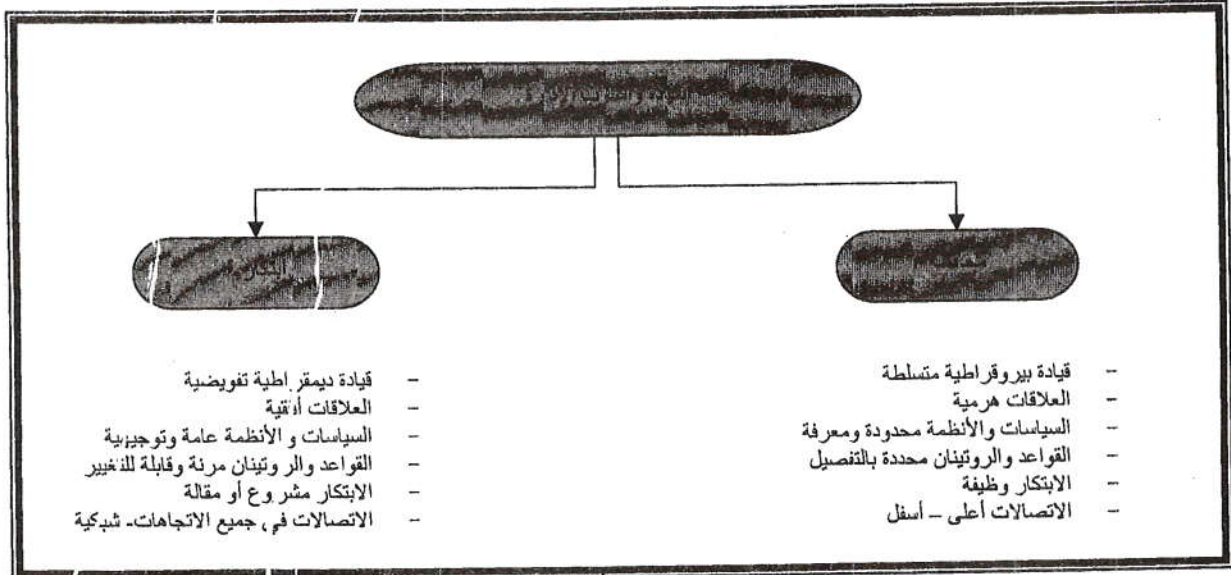 ابتكارية
قيادة بيروقراطية متسلطة
العلاقات هرمية
السياسات والأنظمة محدودة ومعرفة
القواعد والروتينان محددة بالتفصيل
الابتكار وظيفة
الاتصالات أعلى – أسفل
قيادة ديمقراطية تفويضية
العلاقات أفقية
السياسات و الأنظمة عامة وتوجيهية
القواعد والروتينان مرنة وقابلة للتغيير
الابتكار مشروع أو مقالة
الاتصالات في جميع الاتجاهات- شبكية